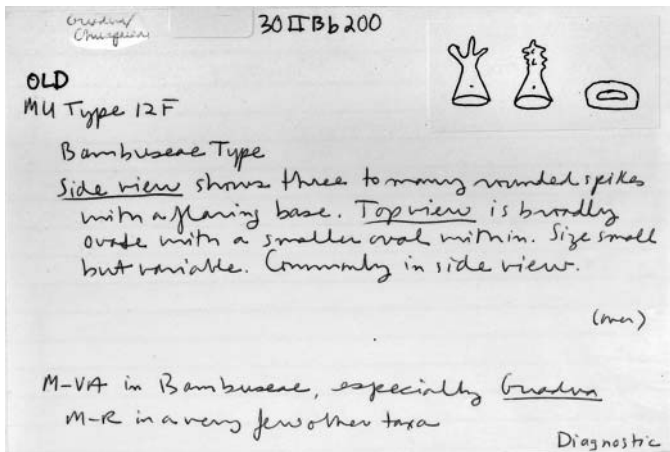 Guadua/
Chusquea
30 II Bb 200
OLD
MU Type 12F
Bambuseae Type
Side view shows three to many rounded spikes
with a flaring base. Top view is broadly
ovate with a smaller oval within. Size small
but variable. Commonly in side view.
(over)
M-VA in Bambuseae, especially Guadua
M-R in a very few other taxa
Diagnostic